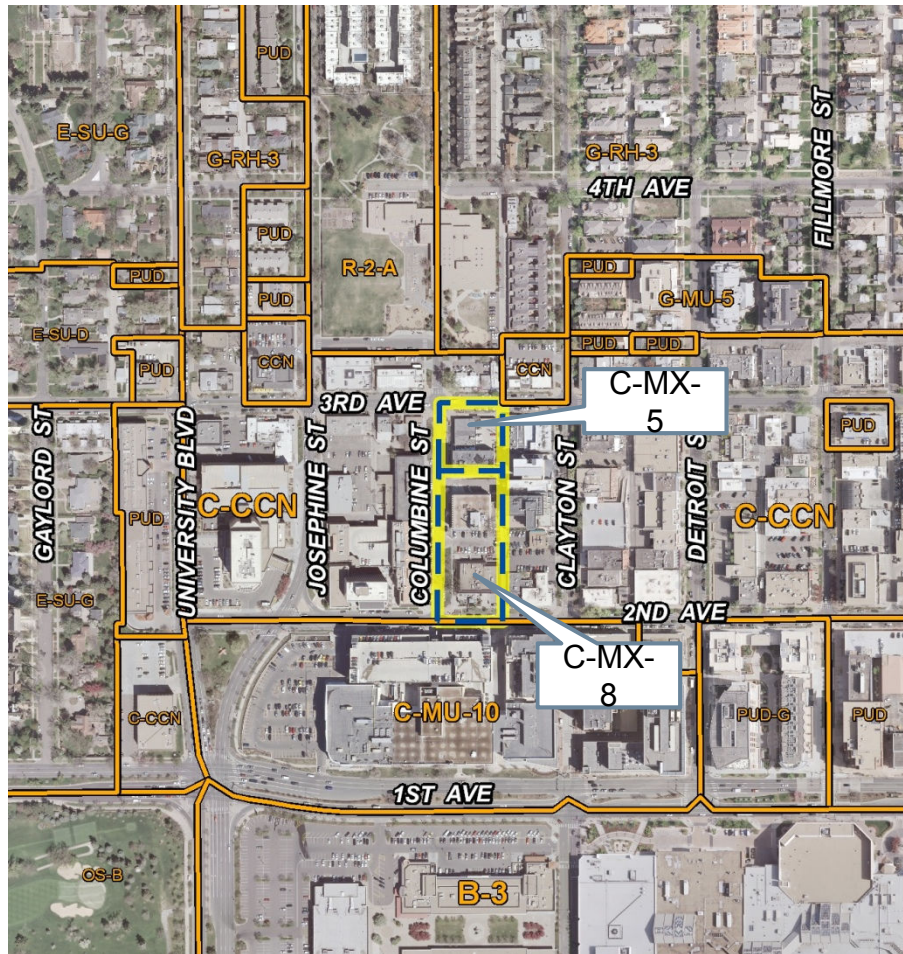 PUD
E-SU-G
G-RH-3
G-RH-3
4TH AVE
FILLMORE ST
PUD
R-2-A
PUD
PUD
PUD
G-MU-5
E-SU-D
PUD
CCN
CCN
PUD
PUD
3RD AVE
C-MX-
5
PUD
GAYLORD ST
PUD
UNIVERSITY BLVD
C-CCN
JOSEPHINE ST
COLUMBINE ST
CLAYTON ST
DETROIT S
C-CCN
E-SU-G
2ND AVE
C-MX-
8
C-CCN
C-MU-10
PUD-G
PUD
1ST AVE
OS-B
B-3